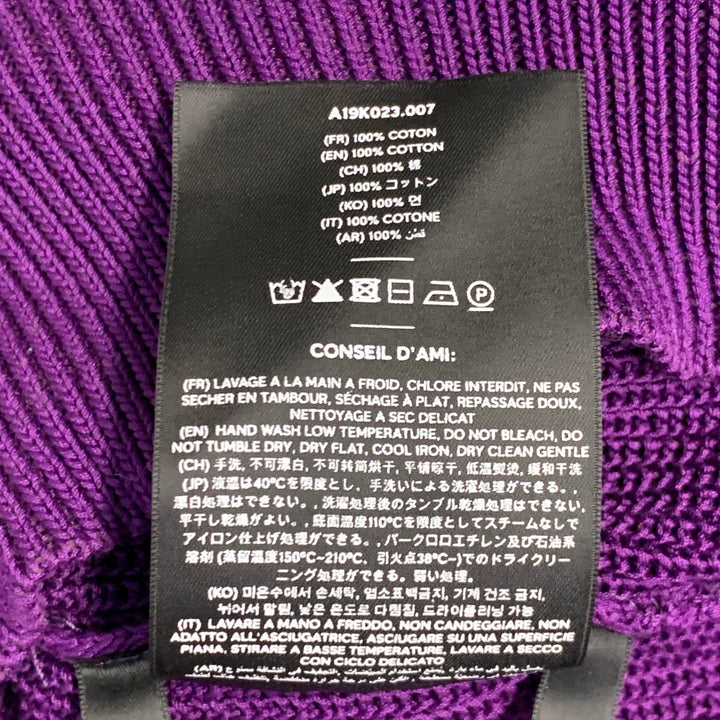 A19K023.007
(FR) 100% COTON
(EN) 100% COTTON
(CH) 100% 棉
(JP) 100% コットン
(KO) 100% 면
(IT) 100% COTONE
(AR) 100% قطن
P
CONSEIL D'AMI:
(FR) LAVAGE A LA MAIN A FROID, CHLORE INTERDIT, NE PAS
SECHER EN TAMBOUR, SÉCHAGE À PLAT, REPASSAGE DOUX,
NETTOYAGE A SEC DELICAT
(EN) HAND WASH LOW TEMPERATURE, DO NOT BLEACH, DO
NOT TUMBLE DRY, DRY FLAT, COOL IRON, DRY CLEAN GENTLE
(CH) 手洗, 不可漂白, 不可转筒烘干, 平铺晾干, 低温熨烫, 缓和干洗
(JP) 液温は40℃を限度とし、手洗いによる洗濯処理ができる。,
漂白処理はできない。, 洗濯処理後のタンブル乾燥処理はできない。
平干し乾燥がよい。, 底面温度110℃を限度としてスチームなしで
アイロン仕上げ処理ができる。, パークロロエチレン及び石油系
溶剤 (蒸留温度150℃~210℃、引火点38℃~)でのドライクリー
ニング処理ができる。弱い処理。
(KO) 미온수에서 손세탁, 염소표백금지, 기계 건조 금지,
뉘어서 말림, 낮은 온도로 다림질, 드라이클리닝 가능
(IT) LAVARE A MANO A FREDDO, NON CANDEGGIARE, NON
ADATTO ALL'ASCIUGATRICE, ASCIUGARE SU UNA SUPERFICIE
PIANA, STIRARE A BASSE TEMPERATURE, LAVARE A SECCO
CON CICLO DELICATO
(AR)